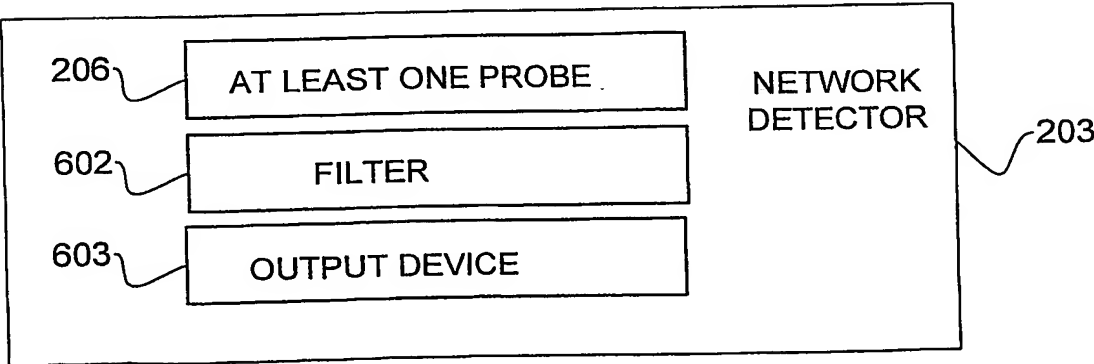 206
AT LEAST ONE PROBE
NETWORK
DETECTOR
203
602
FILTER
603
OUTPUT DEVICE